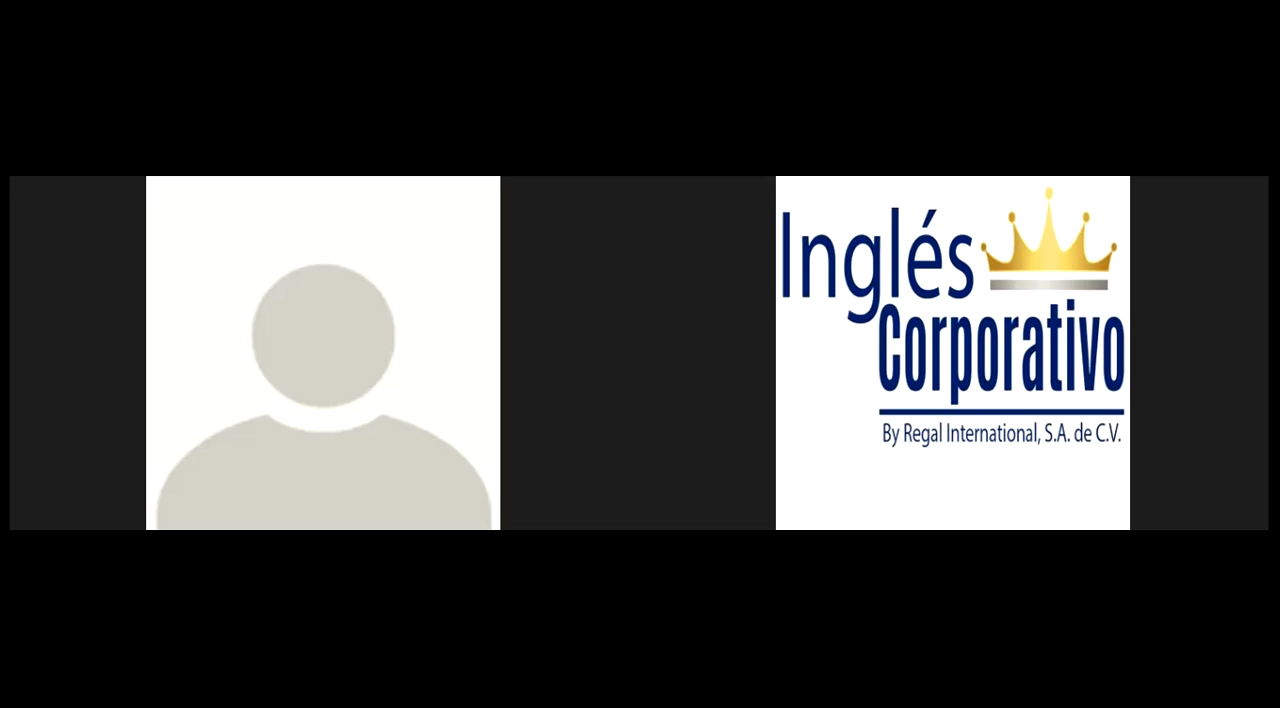 Inglés
Corporativo
By Regal International, S.A. de C.V.